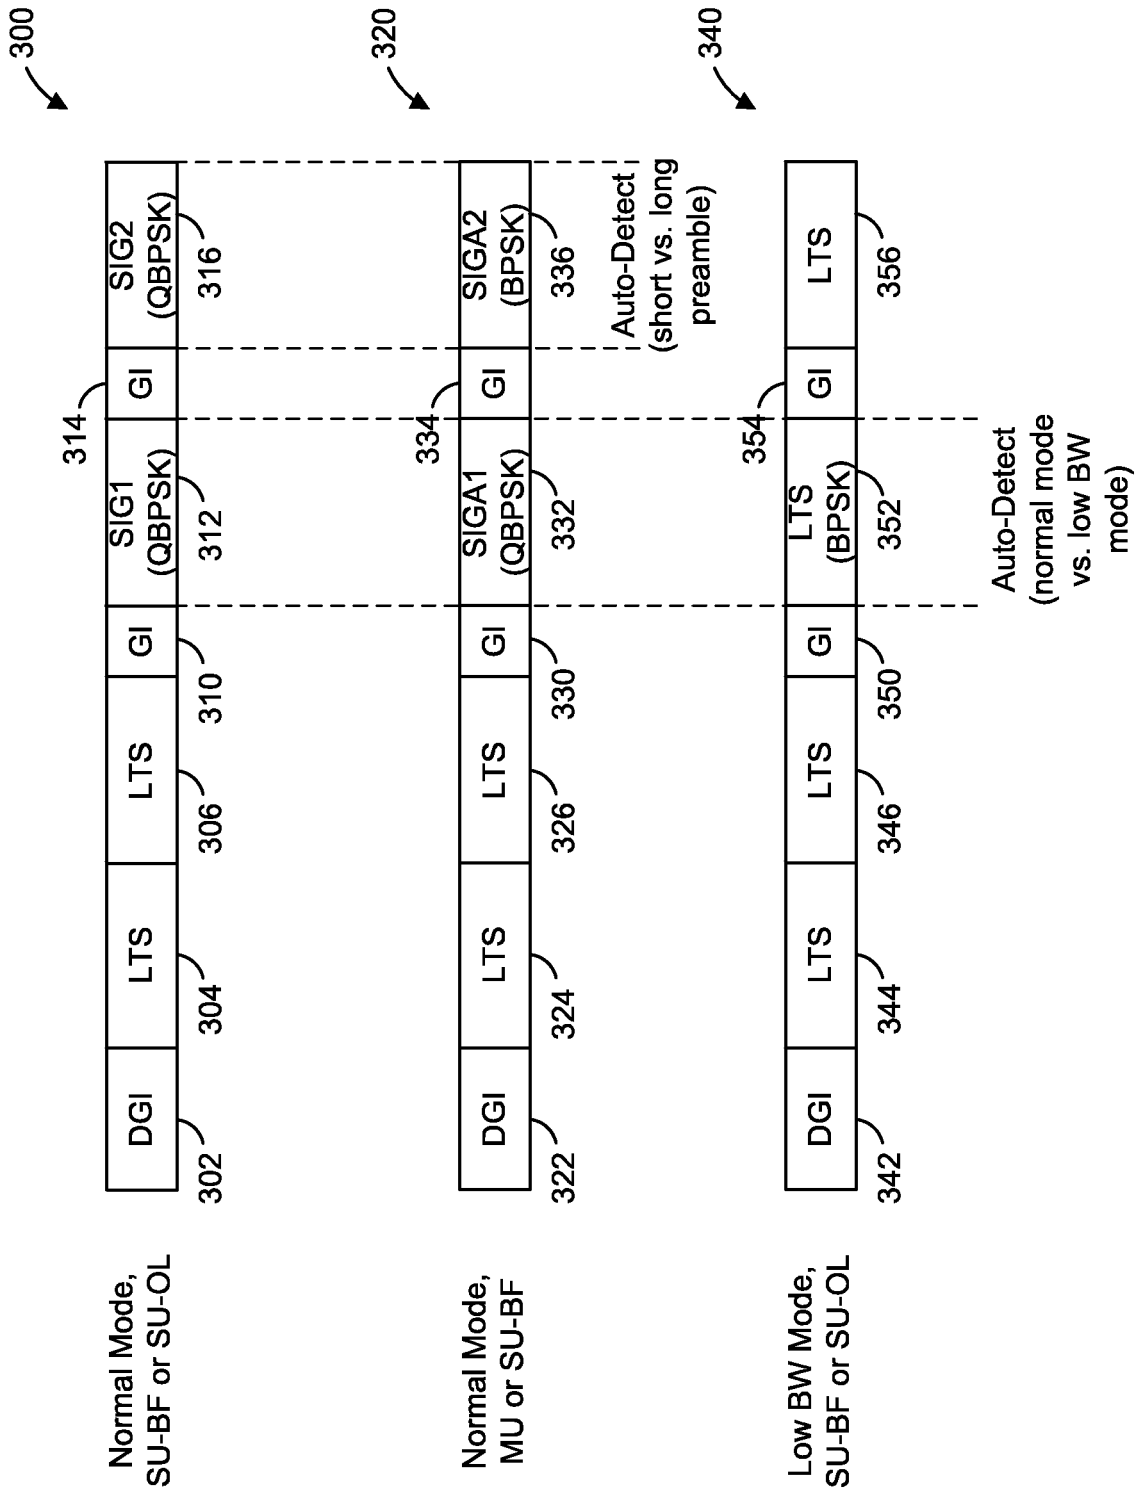 300
Normal Mode,
SU-BF or SU-OL
DGI
LTS
LTS
GI
SIG1
(QBPSK)
GI
SIG2
(QBPSK)
302
304
306
310
312
314
316
320
Normal Mode,
MU or SU-BF
DGI
LTS
LTS
GI
SIGA1
(QBPSK)
GI
SIGA2
(BPSK)
322
324
326
330
332
334
336
Auto-Detect
(short vs. long
preamble)
340
Low BW Mode,
SU-BF or SU-OL
DGI
LTS
LTS
GI
LTS
(BPSK)
GI
LTS
342
344
346
350
352
354
356
Auto-Detect
(normal mode
vs. low BW
mode)